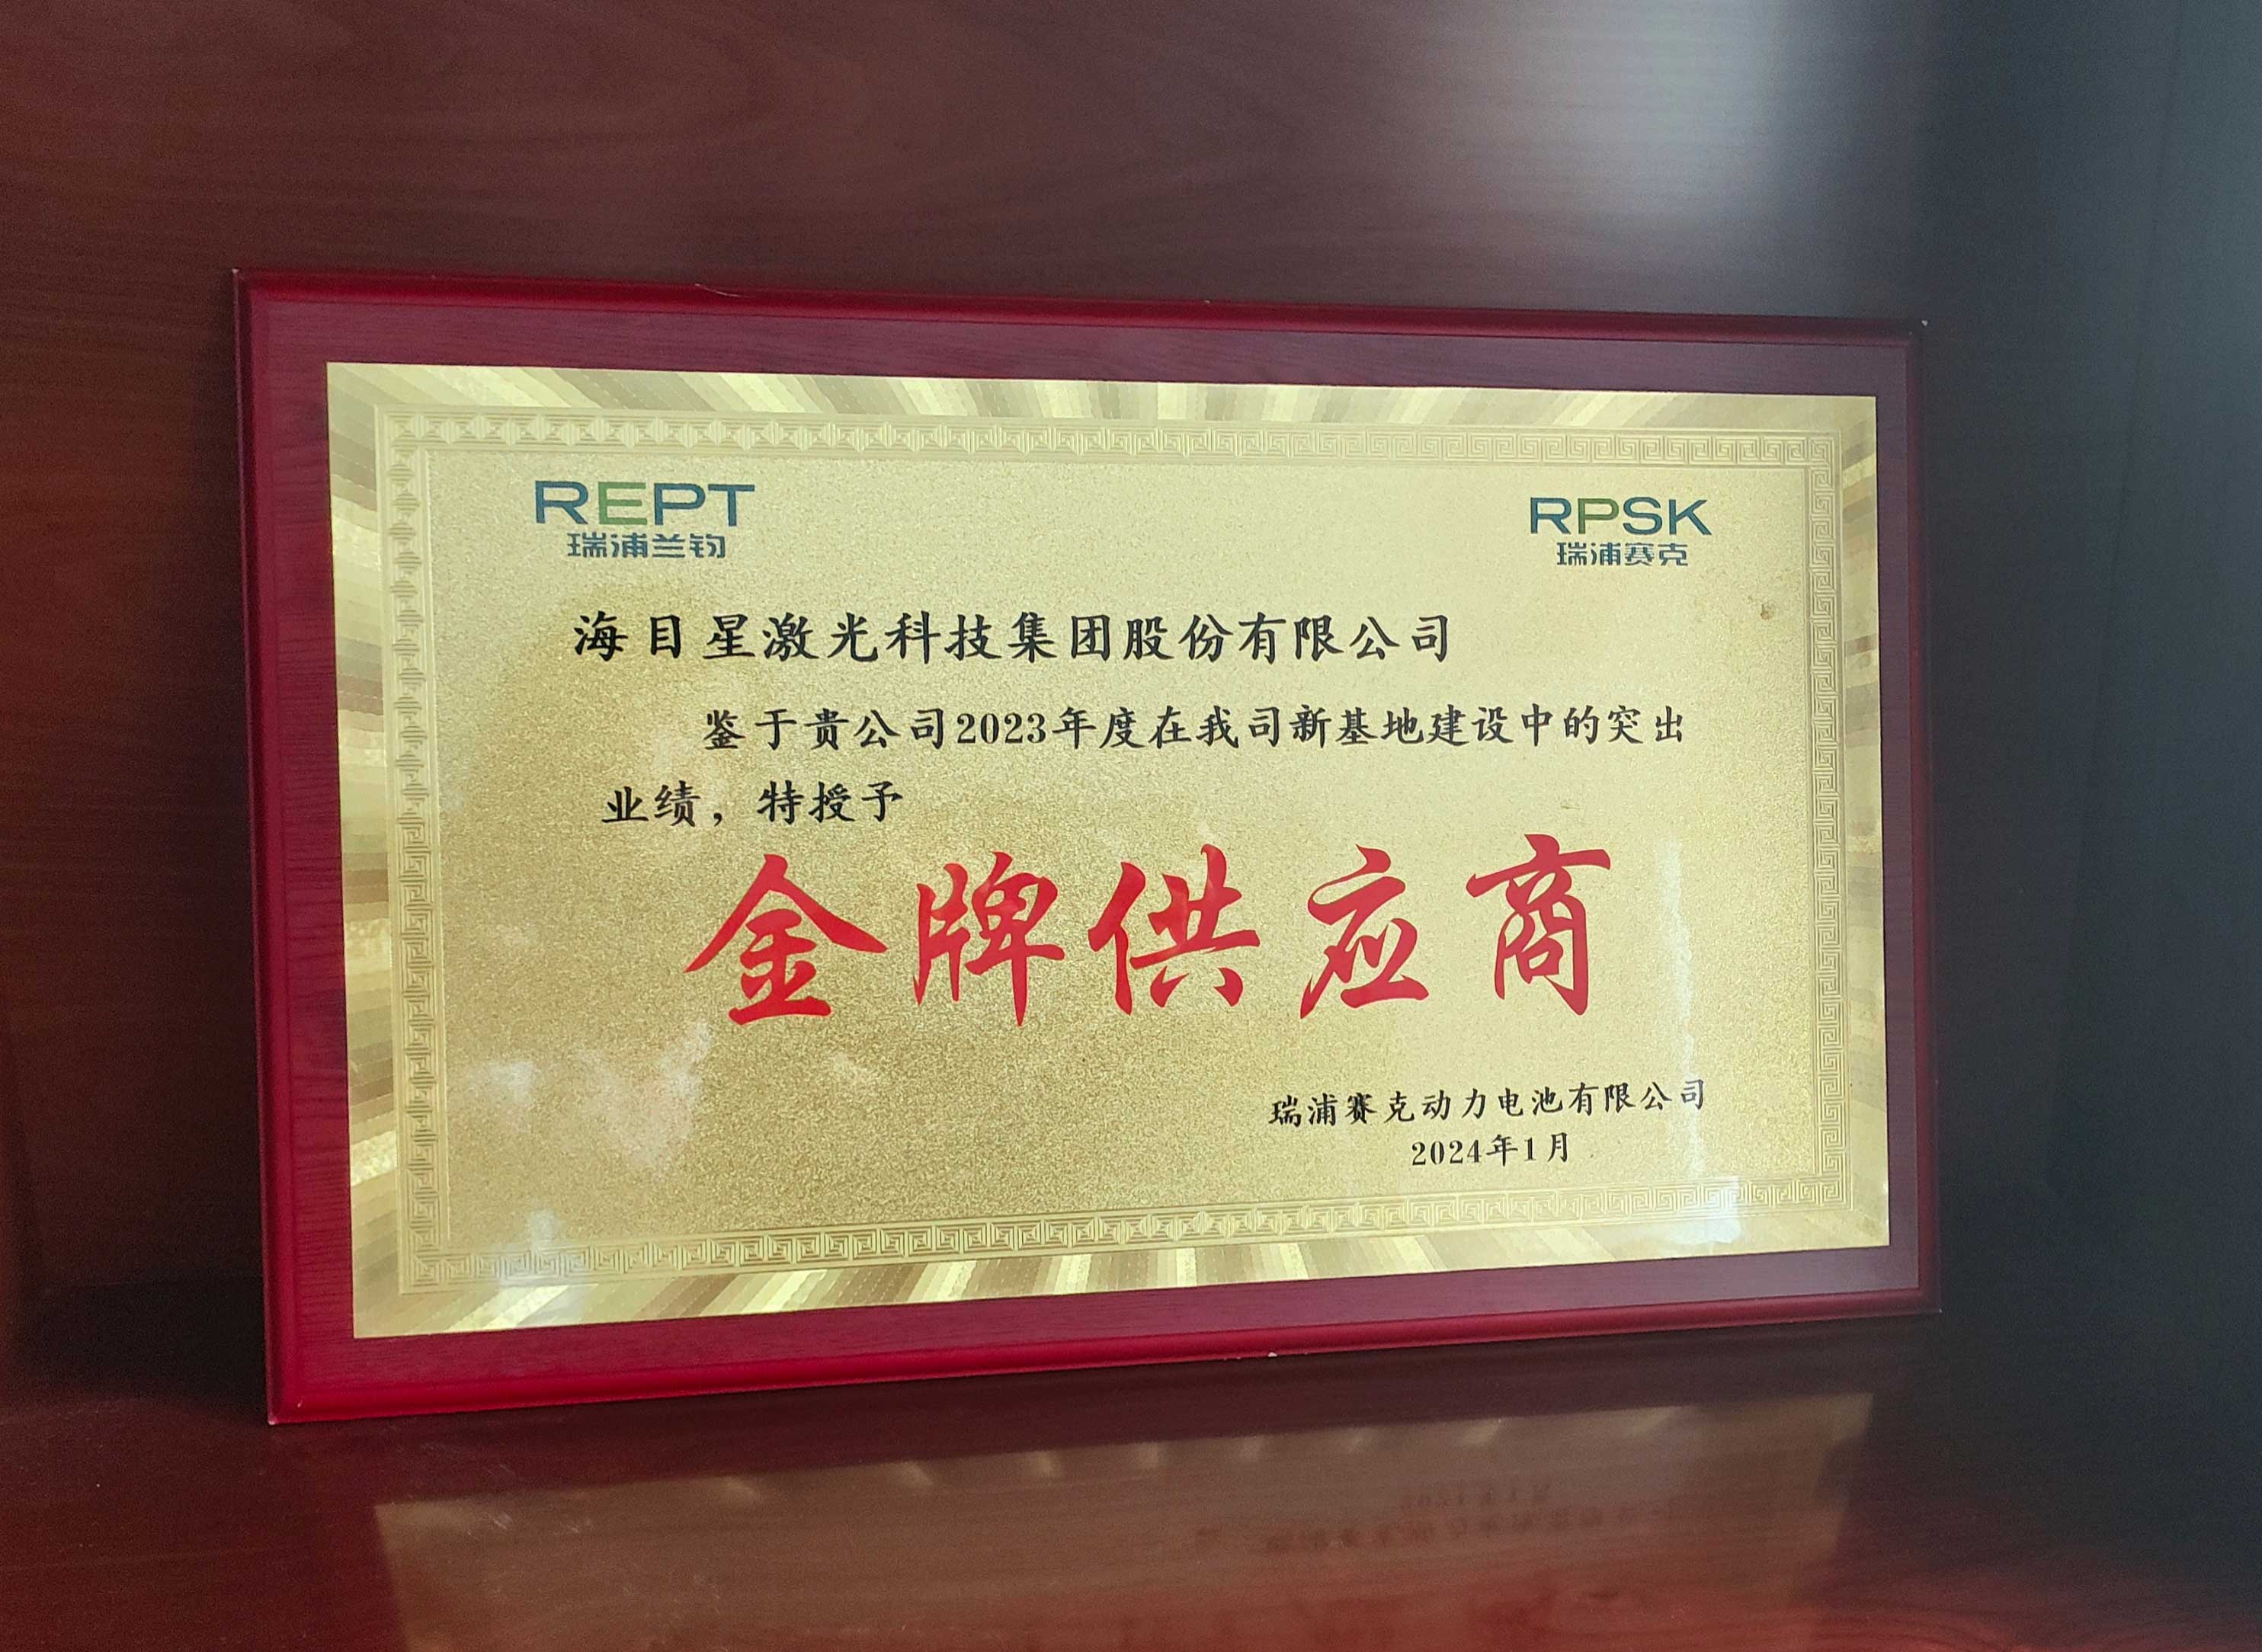 REPT
瑞浦兰钧
RPSK
瑞浦赛克
海目星激光科技集团股份有限公司
鉴于贵公司2023年度在我司新基地建设中的突出
业绩，特授予
金牌供应商
瑞浦赛克动力电池有限公司
2024年1月